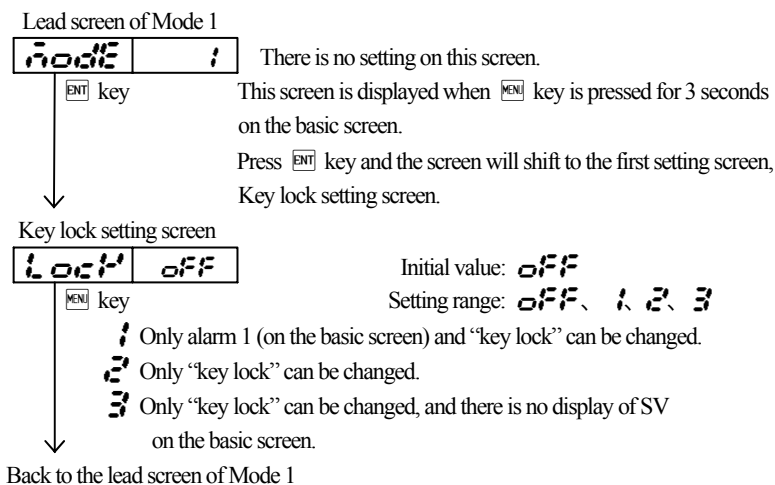 Lead screen of Mode 1
ModE 1 There is no setting on this screen.
ENT key This screen is displayed when MENU key is pressed for 3 seconds
on the basic screen.
Press ENT key and the screen will shift to the first setting screen,
Key lock setting screen.
Key lock setting screen
LocK oFF Initial value: oFF
MENU key Setting range: oFF、 1、2、3
1 Only alarm 1 (on the basic screen) and “key lock” can be changed.
2 Only “key lock” can be changed.
3 Only “key lock” can be changed, and there is no display of SV
on the basic screen.
Back to the lead screen of Mode 1